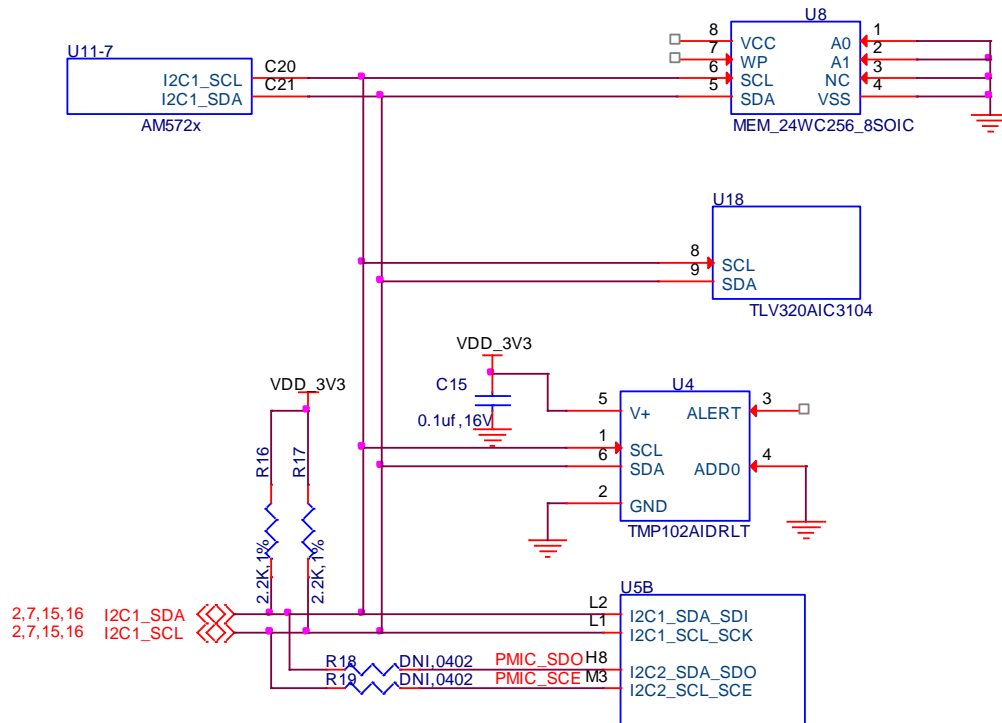 U8
8 VCC A0 1
7 WP A1 2
6 SCL NC 3
5 SDA VSS 4
MEM_24WC256_8SOIC
U11-7
I2C1_SCL C20
I2C1_SDA C21
AM572x
U18
8 SCL
9 SDA
TLV320AIC3104
VDD_3V3
C15
0.1uf,16V
U4
5 V+ ALERT 3
1 SCL
6 SDA ADD0 4
2 GND
TMP102AIDRLT
VDD_3V3
R16
R17
2.2K,1%
2.2K,1%
U5B
2,7,15,16 I2C1_SDA L2 I2C1_SDA_SDI
2,7,15,16 I2C1_SCL L1 I2C1_SCL_SCK
R18 DNI,0402 PMIC_SDO H8 I2C2_SDA_SDO
R19 DNI,0402 PMIC_SCE M3 I2C2_SCL_SCE